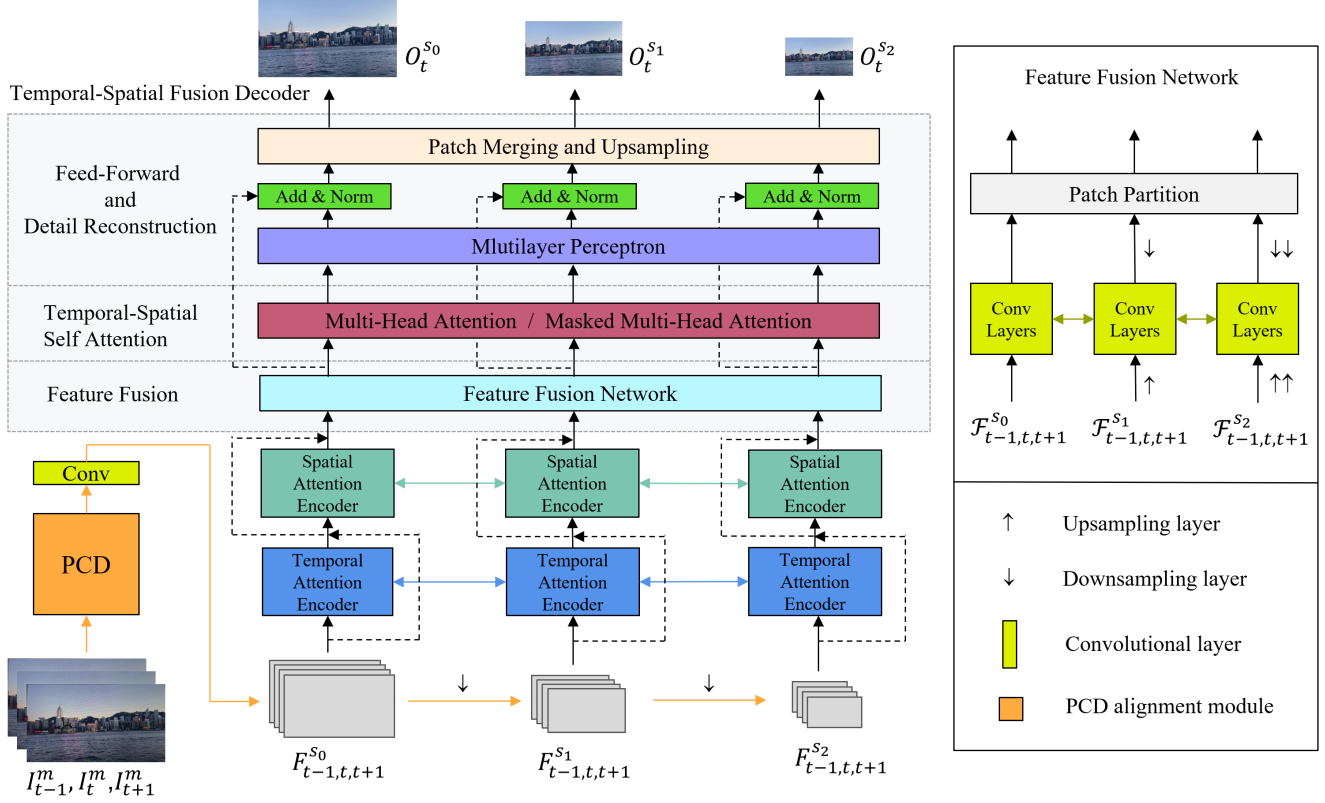 O_t^{s_0}
O_t^{s_1}
O_t^{s_2}
Temporal-Spatial Fusion Decoder
Feed-Forward
and
Detail Reconstruction
Patch Merging and Upsampling
Add & Norm
Add & Norm
Add & Norm
Mlutilayer Perceptron
Temporal-Spatial
Self Attention
Multi-Head Attention / Masked Multi-Head Attention
Feature Fusion
Feature Fusion Network
Conv
PCD
Spatial
Attention
Encoder
Spatial
Attention
Encoder
Spatial
Attention
Encoder
Temporal
Attention
Encoder
Temporal
Attention
Encoder
Temporal
Attention
Encoder
↓
↓
I_{t-1}^m, I_t^m, I_{t+1}^m
F_{t-1,t,t+1}^{s_0}
F_{t-1,t,t+1}^{s_1}
F_{t-1,t,t+1}^{s_2}
Feature Fusion Network
Patch Partition
↓
↓↓
Conv
Layers
Conv
Layers
Conv
Layers
↑
↑↑
ℱ_{t-1,t,t+1}^{s_0}
ℱ_{t-1,t,t+1}^{s_1}
ℱ_{t-1,t,t+1}^{s_2}
↑ Upsampling layer
↓ Downsampling layer
Convolutional layer
PCD alignment module